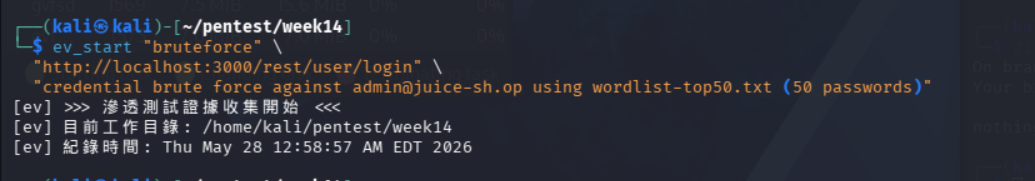 ┌──(kali㉿kali)-[~/pentest/week14]
└─$ ev_start "bruteforce" \
"http://localhost:3000/rest/user/login" \
"credential brute force against admin@juice-sh.op using wordlist-top50.txt (50 passwords)"
[ev] >>> 滲透測試證據收集開始 <<<
[ev] 目前工作目錄: /home/kali/pentest/week14
[ev] 紀錄時間: Thu May 28 12:58:57 AM EDT 2026